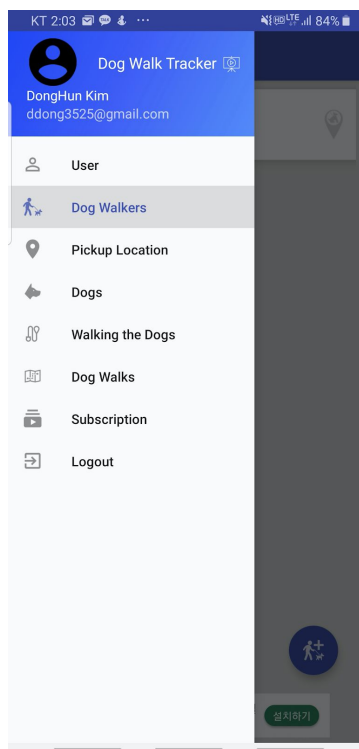 KT 2:03 ··· LTE 84%
Dog Walk Tracker
DongHun Kim
ddong3525@gmail.com
User
Dog Walkers
Pickup Location
Dogs
Walking the Dogs
Dog Walks
Subscription
Logout
설치하기